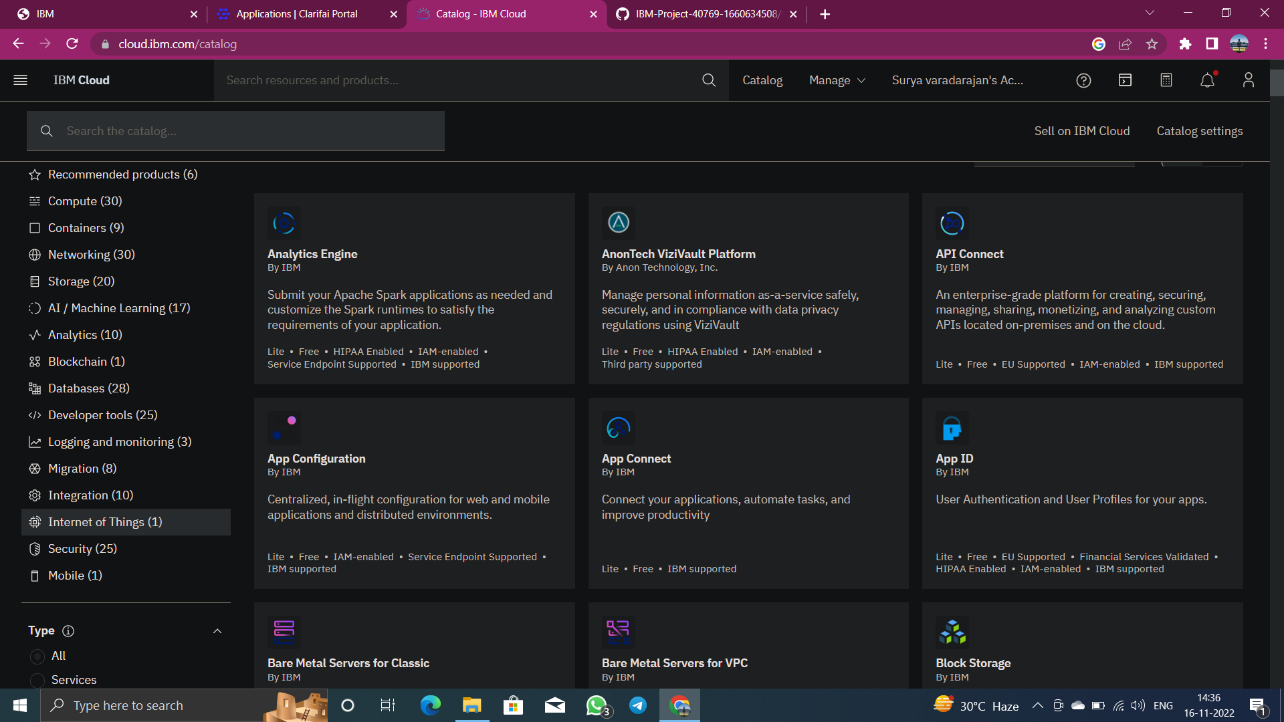 IBM
Applications | Clarifai Portal
Catalog - IBM Cloud
IBM-Project-40769-1660634508/
cloud.ibm.com/catalog
IBM Cloud
Search resources and products...
Catalog
Manage
Surya varadarajan's Ac...
Search the catalog...
Sell on IBM Cloud
Catalog settings
Recommended products (6)
Compute (30)
Containers (9)
Networking (30)
Storage (20)
AI / Machine Learning (17)
Analytics (10)
Blockchain (1)
Databases (28)
Developer tools (25)
Logging and monitoring (3)
Migration (8)
Integration (10)
Internet of Things (1)
Security (25)
Mobile (1)
Type
All
Services
Analytics Engine
By IBM
Submit your Apache Spark applications as needed and
customize the Spark runtimes to satisfy the
requirements of your application.
Lite • Free • HIPAA Enabled • IAM-enabled •
Service Endpoint Supported • IBM supported
AnonTech ViziVault Platform
By Anon Technology, Inc.
Manage personal information as-a-service safely,
securely, and in compliance with data privacy
regulations using ViziVault
Lite • Free • HIPAA Enabled • IAM-enabled •
Third party supported
API Connect
By IBM
An enterprise-grade platform for creating, securing,
managing, sharing, monetizing, and analyzing custom
APIs located on-premises and on the cloud.
Lite • Free • EU Supported • IAM-enabled • IBM supported
App Configuration
By IBM
Centralized, in-flight configuration for web and mobile
applications and distributed environments.
Lite • Free • IAM-enabled • Service Endpoint Supported •
IBM supported
App Connect
By IBM
Connect your applications, automate tasks, and
improve productivity
Lite • Free • IBM supported
App ID
By IBM
User Authentication and User Profiles for your apps.
Lite • Free • EU Supported • Financial Services Validated •
HIPAA Enabled • IAM-enabled • IBM supported
Bare Metal Servers for Classic
By IBM
Bare Metal Servers for VPC
By IBM
Block Storage
By IBM
Type here to search
3
30°C Haze
ENG
14:36
16-11-2022
1